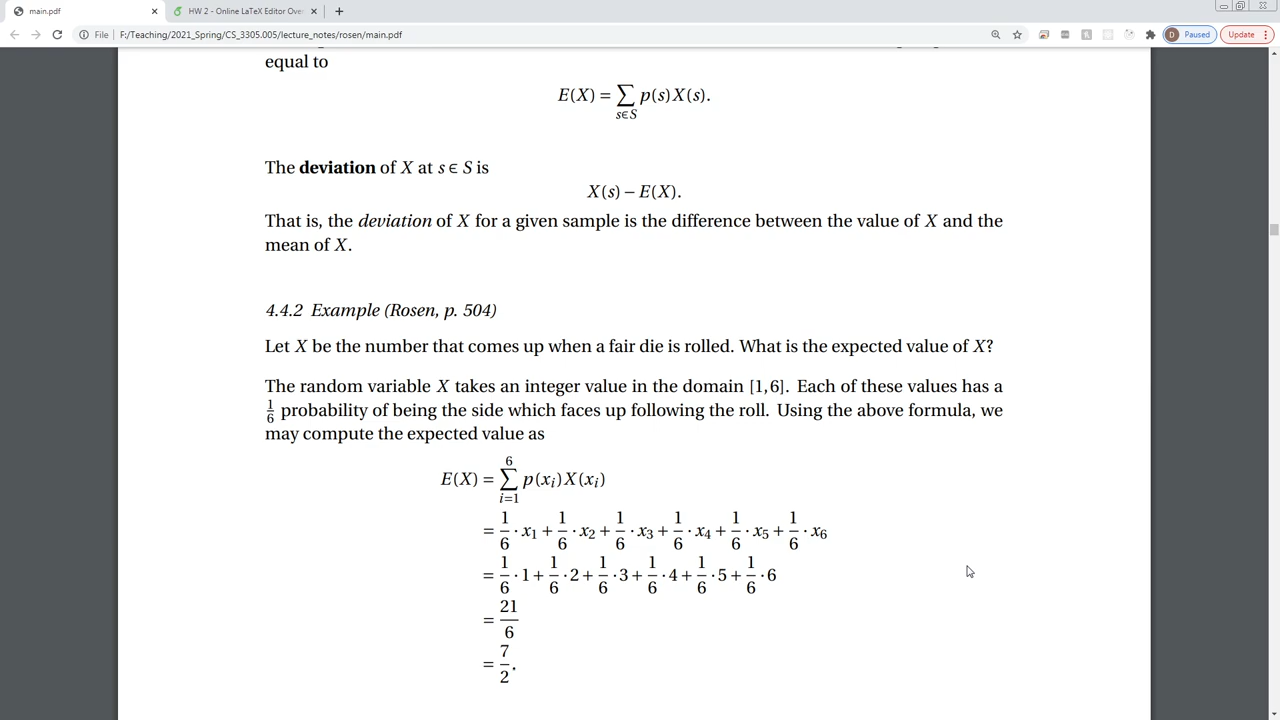 main.pdf
HW 2 - Online LaTeX Editor Over
File | F:/Teaching/2021_Spring/CS_3305.005/lecture_notes/rosen/main.pdf
D Paused
Update
equal to
E(X) = ∑_{s∈S} p(s)X(s).
The deviation of X at s ∈ S is
X(s) − E(X).
That is, the deviation of X for a given sample is the difference between the value of X and the
mean of X.
4.4.2 Example (Rosen, p. 504)
Let X be the number that comes up when a fair die is rolled. What is the expected value of X?
The random variable X takes an integer value in the domain [1,6]. Each of these values has a
1/6 probability of being the side which faces up following the roll. Using the above formula, we
may compute the expected value as
E(X) = ∑_{i=1}^{6} p(x_i)X(x_i)
= 1/6 · x_1 + 1/6 · x_2 + 1/6 · x_3 + 1/6 · x_4 + 1/6 · x_5 + 1/6 · x_6
= 1/6 · 1 + 1/6 · 2 + 1/6 · 3 + 1/6 · 4 + 1/6 · 5 + 1/6 · 6
= 21/6
= 7/2.